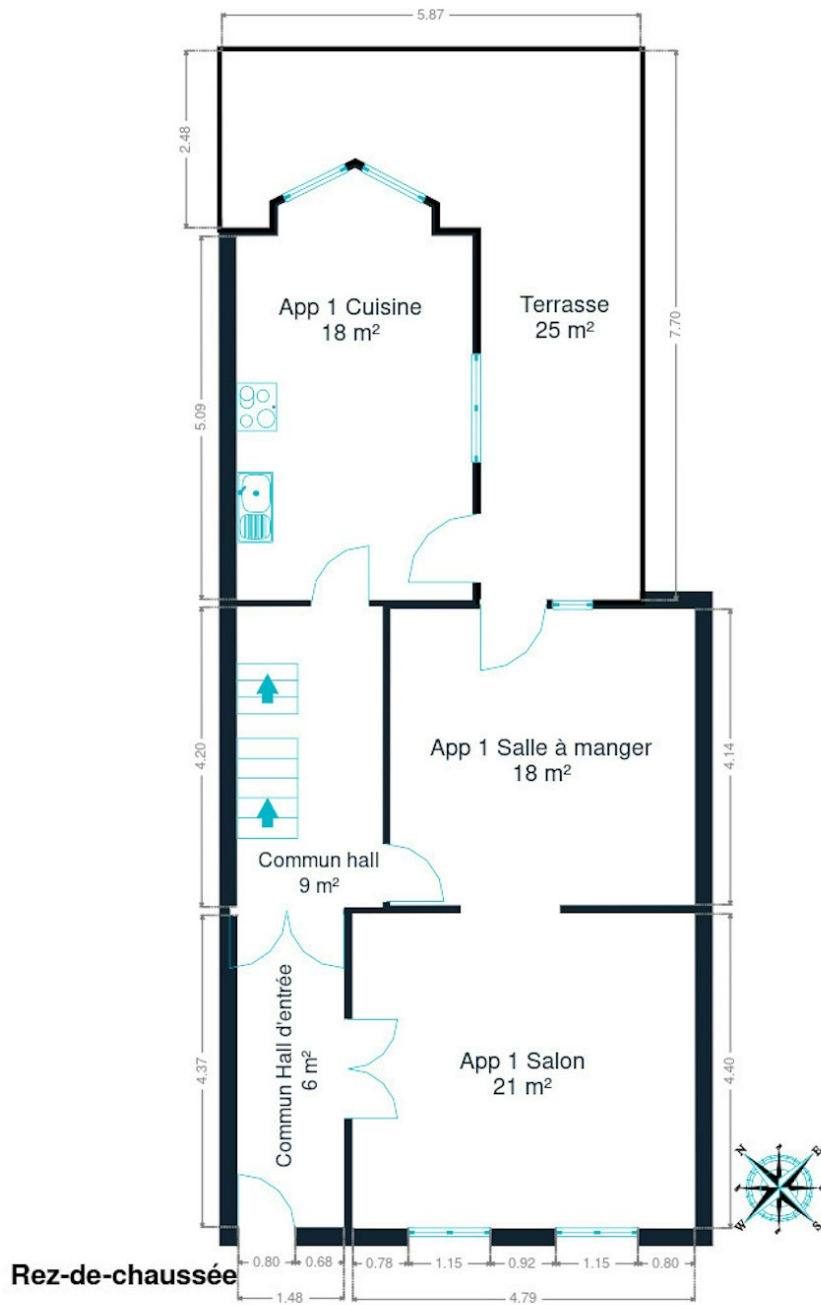 5.87
2.48
7.70
App 1 Cuisine
18 m²
Terrasse
25 m²
5.09
4.20
App 1 Salle à manger
18 m²
4.14
Commun hall
9 m²
Commun Hall d'entrée
6 m²
4.37
App 1 Salon
21 m²
4.40
N
E
W
S
0.80
0.68
0.78
1.15
0.92
1.15
0.80
Rez-de-chaussée
1.48
4.79